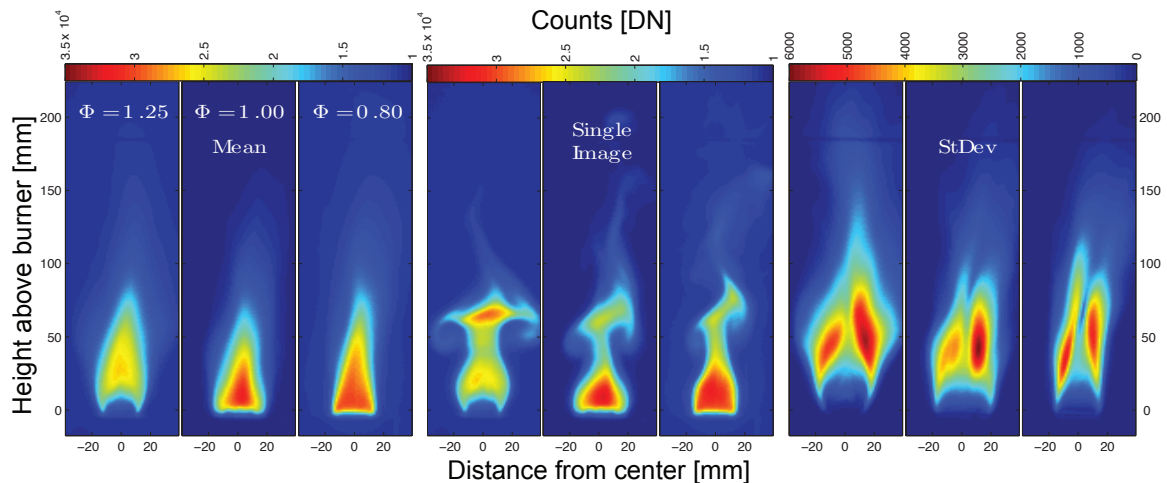 Counts [DN]
3.5 x 10⁴
3
2.5
2
1.5
1
3.5 x 10⁴
3
2.5
2
1.5
1
6000
5000
4000
3000
2000
1000
0
Φ = 1.25
Φ = 1.00
Φ = 0.80
Mean
Single
Image
StDev
Height above burner [mm]
200
150
100
50
0
200
150
100
50
0
−20 0 20
−20 0 20
−20 0 20
−20 0 20
−20 0 20
−20 0 20
−20 0 20
−20 0 20
−20 0 20
Distance from center [mm]